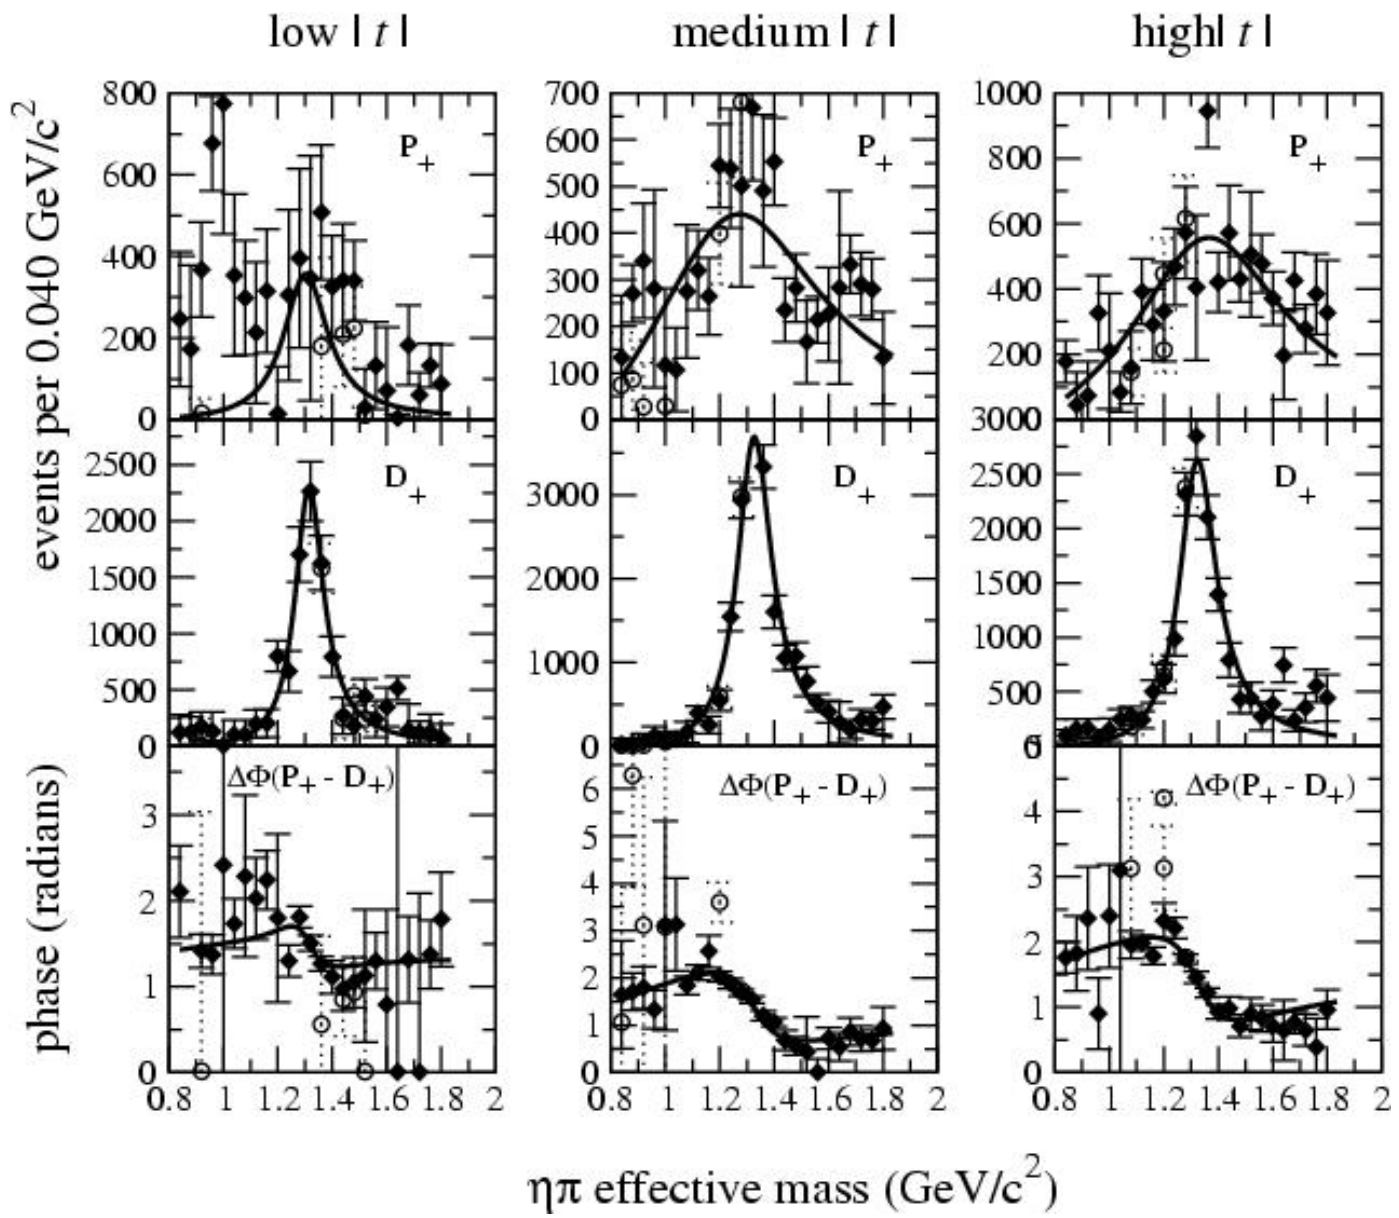 low | t |
medium | t |
high| t |
events per 0.040 GeV/c²
800
600
400
200
0
P₊
700
600
500
400
300
200
100
0
P₊
1000
800
600
400
200
P₊
2500
2000
1500
1000
500
0
D₊
3000
2000
1000
0
D₊
3000
2500
2000
1500
1000
500
D₊
phase (radians)
3
2
1
0
ΔΦ(P₊ - D₊)
6
5
4
3
2
1
0
ΔΦ(P₊ - D₊)
4
3
2
1
0
ΔΦ(P₊ - D₊)
0.8 1 1.2 1.4 1.6 1.8 2
0.8 1 1.2 1.4 1.6 1.8 2
0.8 1 1.2 1.4 1.6 1.8 2
ηπ effective mass (GeV/c²)